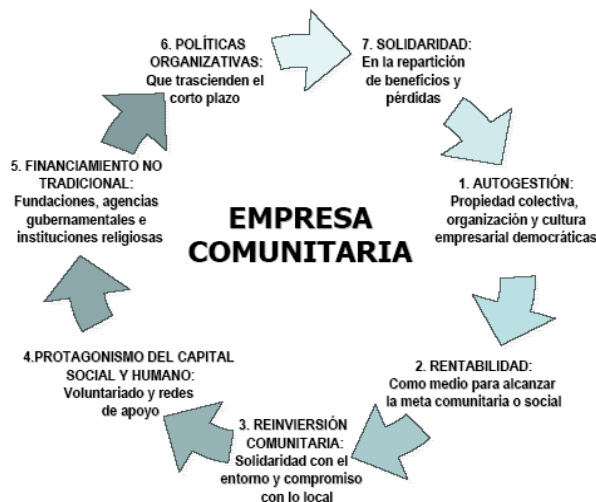 EMPRESA
COMUNITARIA
1. AUTOGESTIÓN:
Propiedad colectiva,
organización y cultura
empresarial democráticas
2. RENTABILIDAD:
Como medio para alcanzar
la meta comunitaria o social
3. REINVIERSIÓN
COMUNITARIA:
Solidaridad con el
entorno y compromiso
con lo local
4.PROTAGONISMO DEL CAPITAL
SOCIAL Y HUMANO:
Voluntariado y redes
de apoyo
5. FINANCIAMIENTO NO
TRADICIONAL:
Fundaciones, agencias
gubernamentales e
instituciones religiosas
6. POLÍTICAS
ORGANIZATIVAS:
Que trascienden el
corto plazo
7. SOLIDARIDAD:
En la repartición
de beneficios y
pérdidas